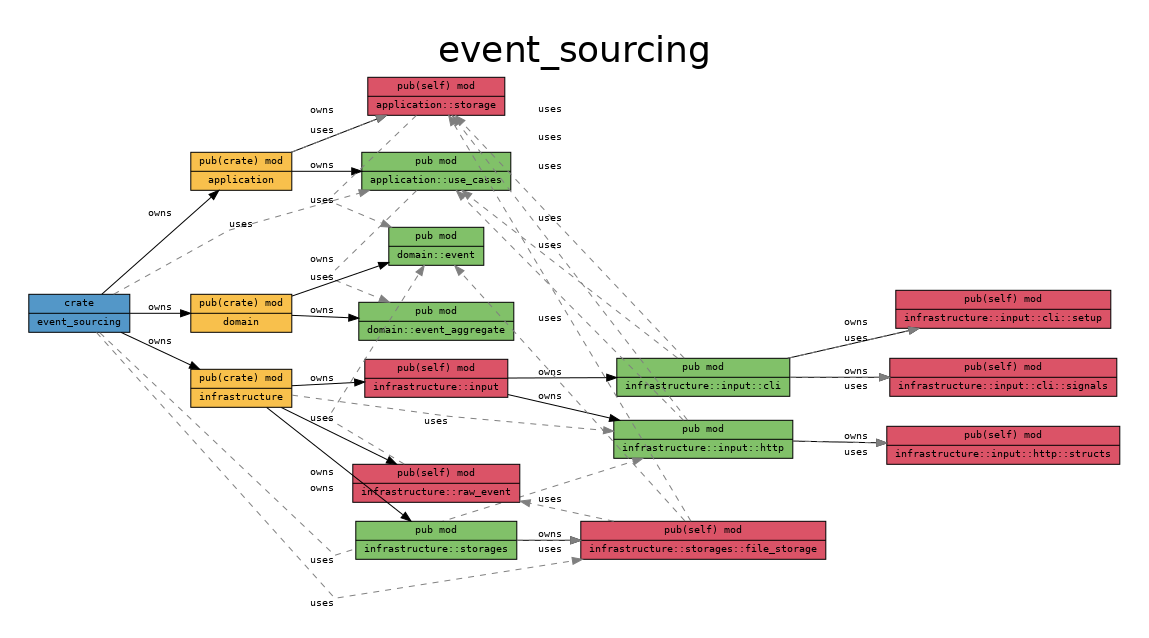 event_sourcing
pub(self) mod
application::storage
owns
uses
uses
pub(crate) mod
application
owns
pub mod
application::use_cases
uses
uses
owns
uses
uses
uses
pub mod
domain::event
uses
owns
uses
crate
event_sourcing
owns
pub(crate) mod
domain
owns
pub mod
domain::event_aggregate
uses
pub(self) mod
infrastructure::input::cli::setup
owns
uses
owns
pub(crate) mod
infrastructure
owns
pub(self) mod
infrastructure::input
owns
pub mod
infrastructure::input::cli
owns
uses
pub(self) mod
infrastructure::input::cli::signals
owns
uses
uses
pub mod
infrastructure::input::http
owns
uses
pub(self) mod
infrastructure::input::http::structs
owns
owns
pub(self) mod
infrastructure::raw_event
uses
pub mod
infrastructure::storages
owns
uses
pub(self) mod
infrastructure::storages::file_storage
uses
uses